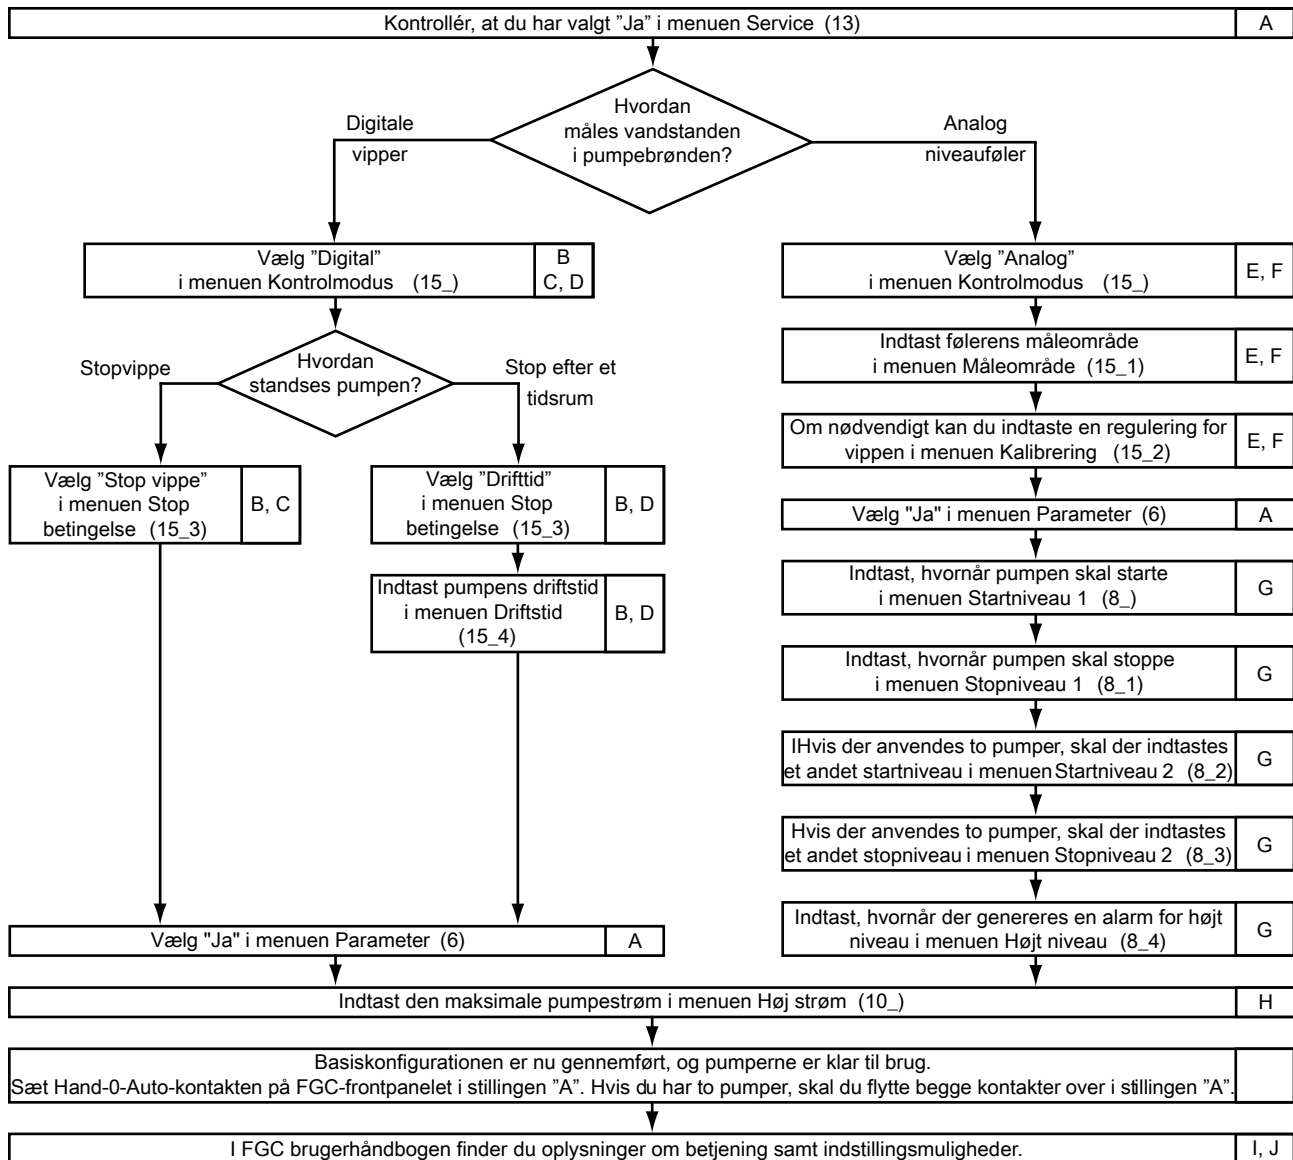 Kontrollér, at du har valgt ”Ja” i menuen Service (13)
A
Hvordan
måles vandstanden
i pumpebrønden?
Digitale
vipper
Analog
niveauføler
Vælg ”Digital”
i menuen Kontrolmodus (15_)
B
C, D
Hvordan
standses pumpen?
Stopvippe
Stop efter et
tidsrum
Vælg ”Stop vippe”
i menuen Stop
betingelse (15_3)
B, C
Vælg ”Drifttid”
i menuen Stop
betingelse (15_3)
B, D
Indtast pumpens driftstid
i menuen Driftstid
(15_4)
B, D
Vælg "Ja" i menuen Parameter (6)
A
Vælg ”Analog”
i menuen Kontrolmodus (15_)
E, F
Indtast følerens måleområde
i menuen Måleområde (15_1)
E, F
Om nødvendigt kan du indtaste en regulering for
vippen i menuen Kalibrering (15_2)
E, F
Vælg "Ja" i menuen Parameter (6)
A
Indtast, hvornår pumpen skal starte
i menuen Startniveau 1 (8_)
G
Indtast, hvornår pumpen skal stoppe
i menuen Stopniveau 1 (8_1)
G
IHvis der anvendes to pumper, skal der indtastes
et andet startniveau i menuen Startniveau 2 (8_2)
G
Hvis der anvendes to pumper, skal der indtastes
et andet stopniveau i menuen Stopniveau 2 (8_3)
G
Indtast, hvornår der genereres en alarm for højt
niveau i menuen Højt niveau (8_4)
G
Indtast den maksimale pumpestrøm i menuen Høj strøm (10_)
H
Basiskonfigurationen er nu gennemført, og pumperne er klar til brug.
Sæt Hand-0-Auto-kontakten på FGC-frontpanelet i stillingen ”A”. Hvis du har to pumper, skal du flytte begge kontakter over i stillingen ”A”.
I FGC brugerhåndbogen finder du oplysninger om betjening samt indstillingsmuligheder.
I, J